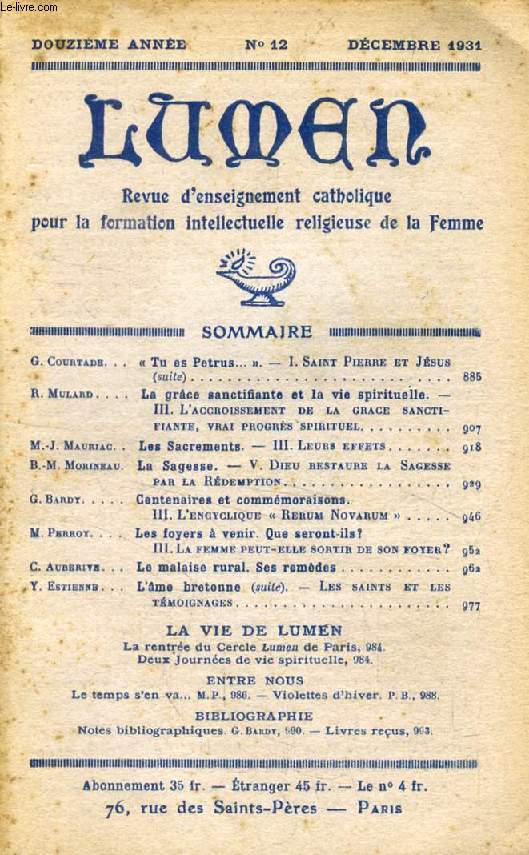 Le-livre.com
DOUZIÈME ANNÉE No 12 DÉCEMBRE 1931
LUMEN
Revue d'enseignement catholique
pour la formation intellectuelle religieuse de la Femme
SOMMAIRE
G. COURTADE... « Tu es Petrus... ». — I. SAINT PIERRE ET JÉSUS
(suite) 885
R. MULARD.... La grâce sanctifiante et la vie spirituelle. —
III. L'ACCROISSEMENT DE LA GRACE SANCTI-
FIANTE, VRAI PROGRÈS SPIRITUEL 907
M.-J. MAURIAC.. Les Sacrements. — III. LEURS EFFETS 918
B.-M. MORINEAU. La Sagesse. — V. DIEU RESTAURE LA SAGESSE
PAR LA RÉDEMPTION 929
G. BARDY..... Centenaires et commémoraisons.
III. L'ENCYCLIQUE « RERUM NOVARUM » 946
M. PERROY.... Les foyers à venir. Que seront-ils?
III. LA FEMME PEUT-ELLE SORTIR DE SON FOYER? 952
C. AUBERIVE... Le malaise rural. Ses remèdes 962
Y. ESTIENNE... L'âme bretonne (suite). — LES SAINTS ET LES
TÉMOIGNAGES 977
LA VIE DE LUMEN
La rentrée du Cercle Lumen de Paris, 984.
Deux Journées de vie spirituelle, 984.
ENTRE NOUS
Le temps s'en va... M.P., 986. — Violettes d'hiver. P.B., 988.
BIBLIOGRAPHIE
Notes bibliographiques. G. BARDY, 990. — Livres reçus, 993.
Abonnement 35 fr. — Étranger 45 fr. — Le no 4 fr.
76, rue des Saints-Pères — PARIS